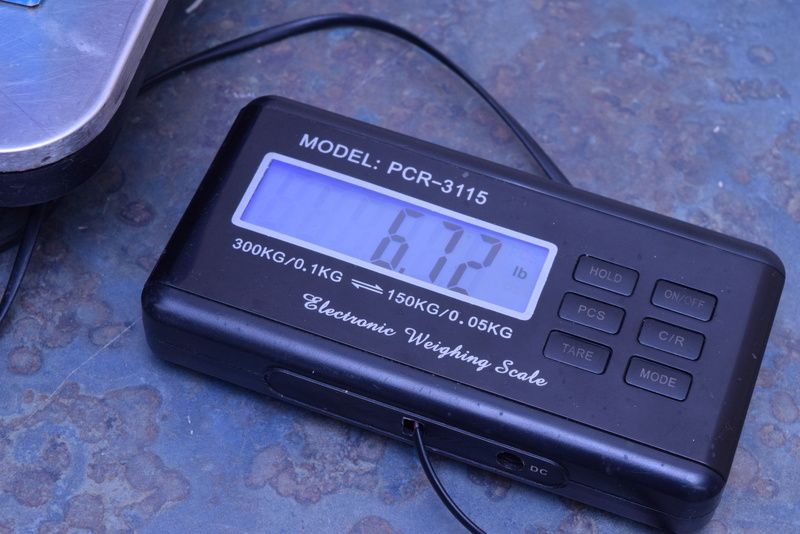 MODEL: PCR-3115
6.72 lb
300KG/0.1KG ⇌ 150KG/0.05KG
Electronic Weighing Scale
HOLD ON/OFF
PCS C/R
TARE MODE
DC